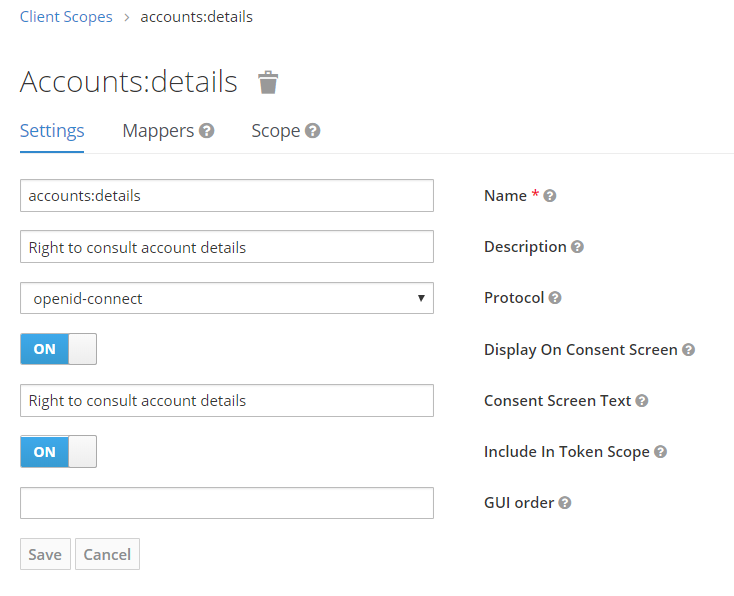 Client Scopes > accounts:details
Accounts:details
Settings Mappers ? Scope ?
accounts:details Name * ?
Right to consult account details Description ?
openid-connect Protocol ?
ON Display On Consent Screen ?
Right to consult account details Consent Screen Text ?
ON Include In Token Scope ?
GUI order ?
Save Cancel